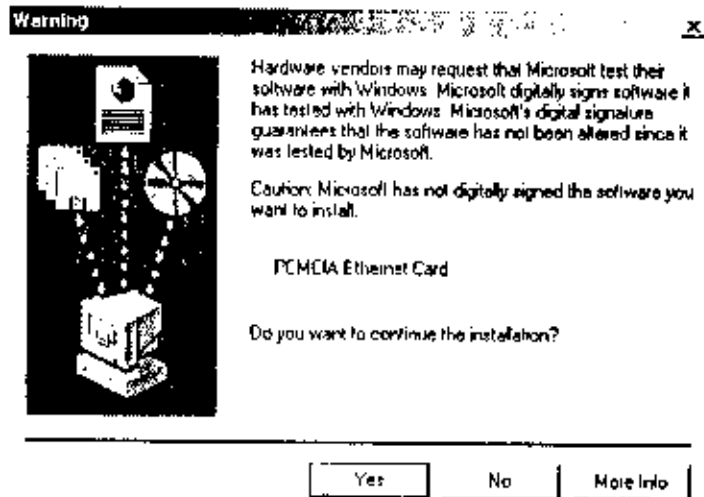 Warning
x
Hardware vendors may request that Microsoft test their
software with Windows. Microsoft digitally signs software it
has tested with Windows. Microsoft's digital signature
guarantees that the software has not been altered since it
was tested by Microsoft.
Caution: Microsoft has not digitally signed the software you
want to install.
PCMCIA Ethernet Card
Do you want to continue the installation?
Yes
No
More Info